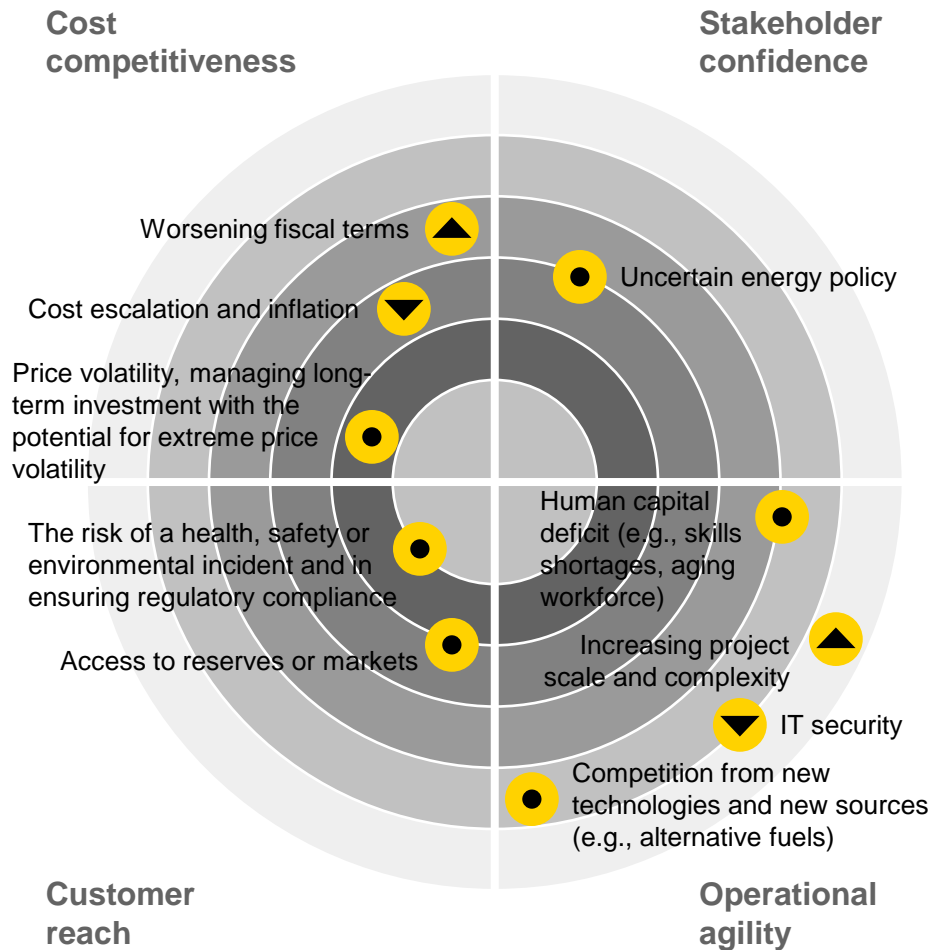 Cost
competitiveness
Stakeholder
confidence
Worsening fiscal terms
Uncertain energy policy
Cost escalation and inflation
Price volatility, managing long-
term investment with the
potential for extreme price
volatility
The risk of a health, safety or
environmental incident and in
ensuring regulatory compliance
Access to reserves or markets
Human capital
deficit (e.g., skills
shortages, aging
workforce)
Increasing project
scale and complexity
IT security
Competition from new
technologies and new sources
(e.g., alternative fuels)
Customer
reach
Operational
agility